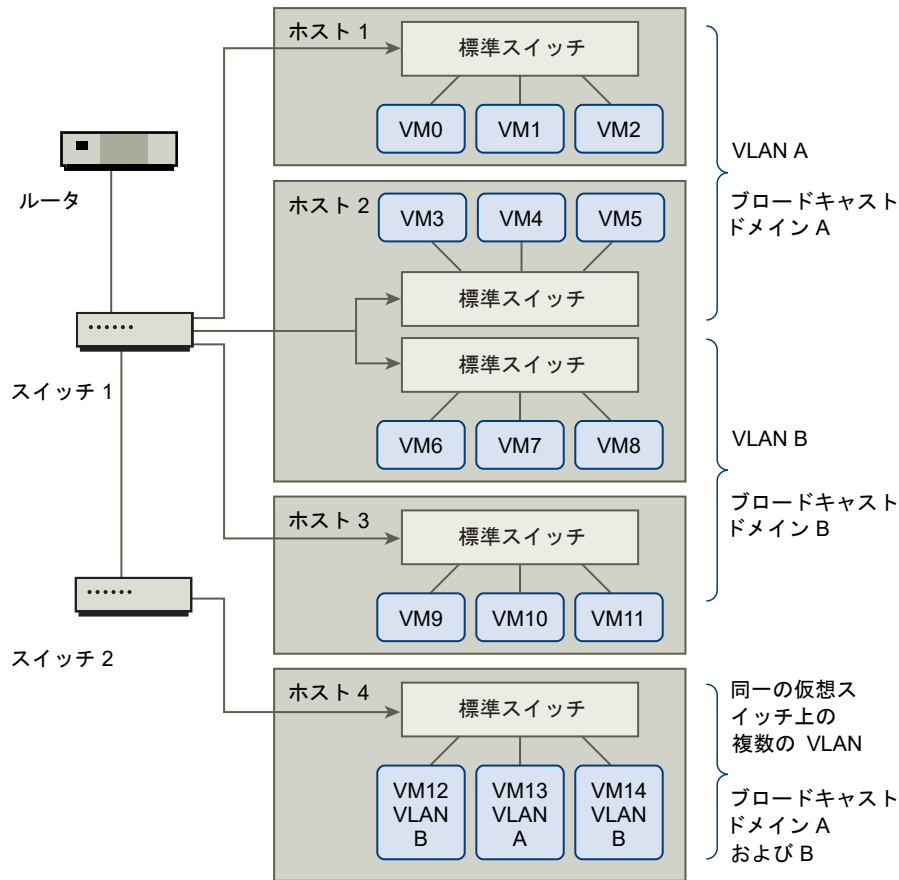 ホスト 1
標準スイッチ
VM0
VM1
VM2
ルータ
VLAN A
ブロードキャスト
ドメイン A
ホスト 2
VM3
VM4
VM5
標準スイッチ
標準スイッチ
VM6
VM7
VM8
スイッチ 1
VLAN B
ブロードキャスト
ドメイン B
ホスト 3
標準スイッチ
VM9
VM10
VM11
スイッチ 2
ホスト 4
標準スイッチ
VM12
VLAN
B
VM13
VLAN
A
VM14
VLAN
B
同一の仮想ス
イッチ上の
複数の VLAN
ブロードキャスト
ドメイン A
および B